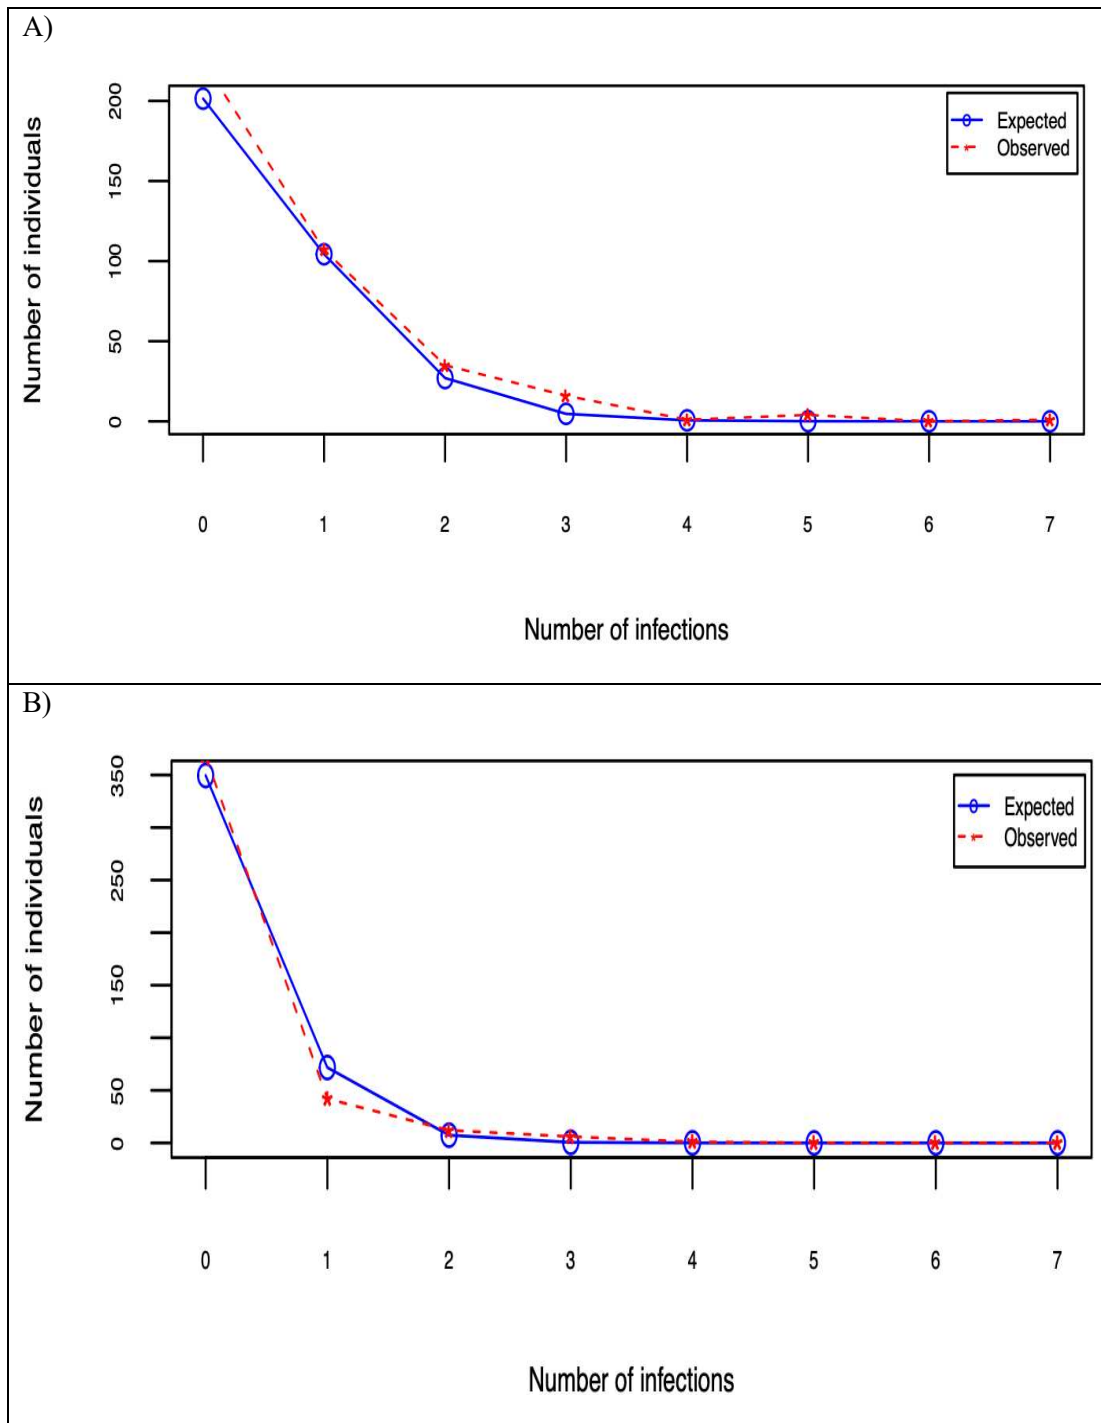 A)
Number of individuals
200
150
100
50
0
Expected
Observed
0 1 2 3 4 5 6 7
Number of infections
B)
Number of individuals
350
250
150
50
0
Expected
Observed
0 1 2 3 4 5 6 7
Number of infections